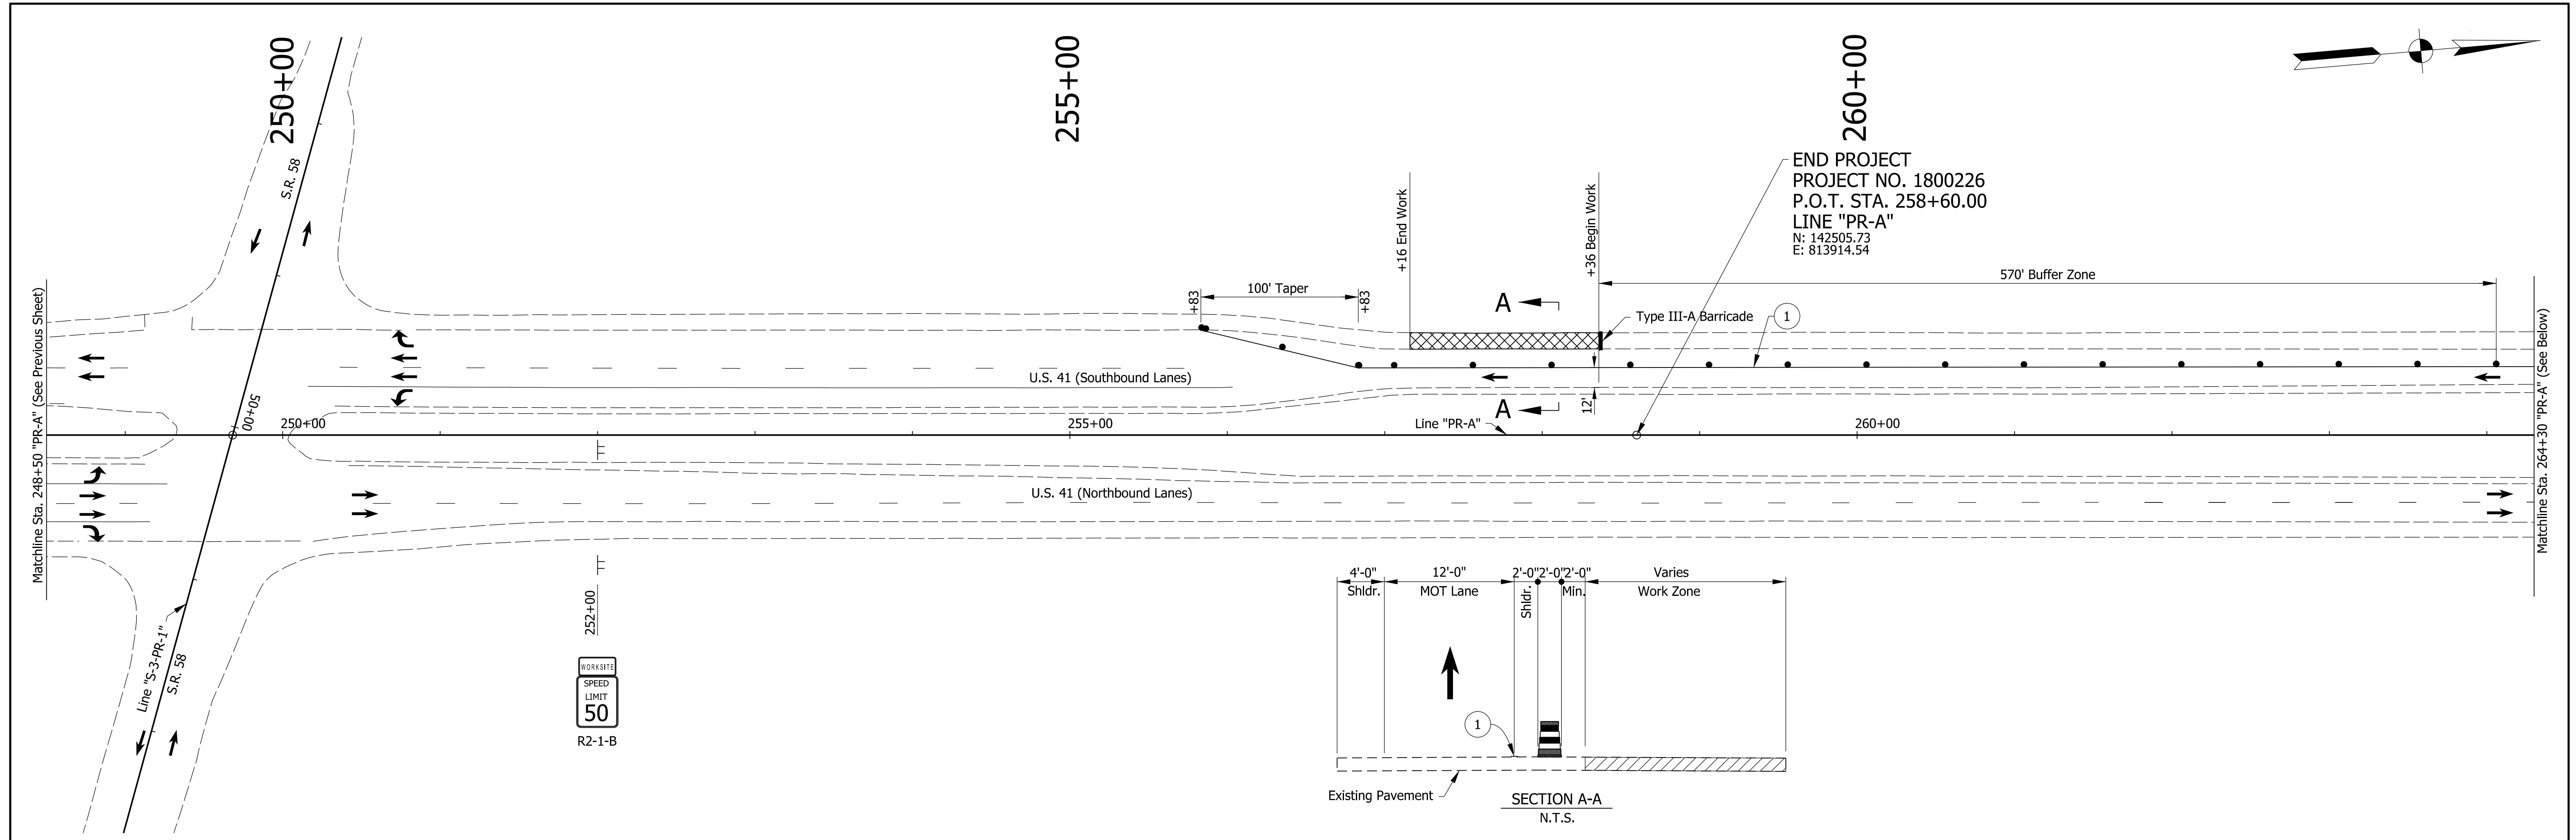 250+00
255+00
260+00
S.R. 58
END PROJECT
PROJECT NO. 1800226
P.O.T. STA. 258+60.00
LINE "PR-A"
N: 142505.73
E: 813914.54
+16 End Work
+36 Begin Work
570' Buffer Zone
100' Taper
+83
+83
A
Type III-A Barricade
1
Matchline Sta. 248+50 "PR-A" (See Previous Sheet)
Matchline Sta. 264+30 "PR-A" (See Below)
U.S. 41 (Southbound Lanes)
12'
A
50+00
250+00
255+00
Line "PR-A"
260+00
U.S. 41 (Northbound Lanes)
252+00
WORKSITE
SPEED
LIMIT
50
R2-1-B
Line "S-3-PR-1"
S.R. 58
4'-0"
12'-0"
2'-0"
2'-0"
2'-0"
Varies
Shldr.
MOT Lane
Shldr.
Min.
Work Zone
1
Existing Pavement
SECTION A-A
N.T.S.